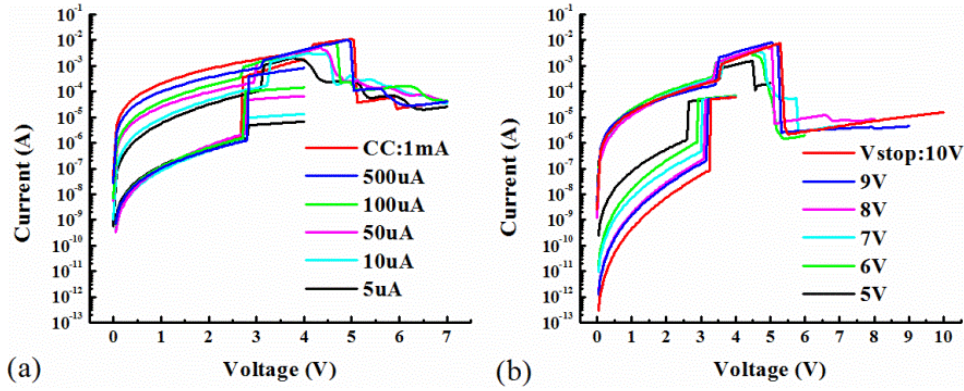 10^-1
10^-2
10^-3
10^-4
10^-5
10^-6
10^-7
10^-8
10^-9
10^-10
10^-11
10^-12
10^-13
Current (A)
CC:1mA
500uA
100uA
50uA
10uA
5uA
0 1 2 3 4 5 6 7
Voltage (V)
(a)
10^-1
10^-2
10^-3
10^-4
10^-5
10^-6
10^-7
10^-8
10^-9
10^-10
10^-11
10^-12
10^-13
Current (A)
Vstop:10V
9V
8V
7V
6V
5V
0 1 2 3 4 5 6 7 8 9 10
Voltage (V)
(b)